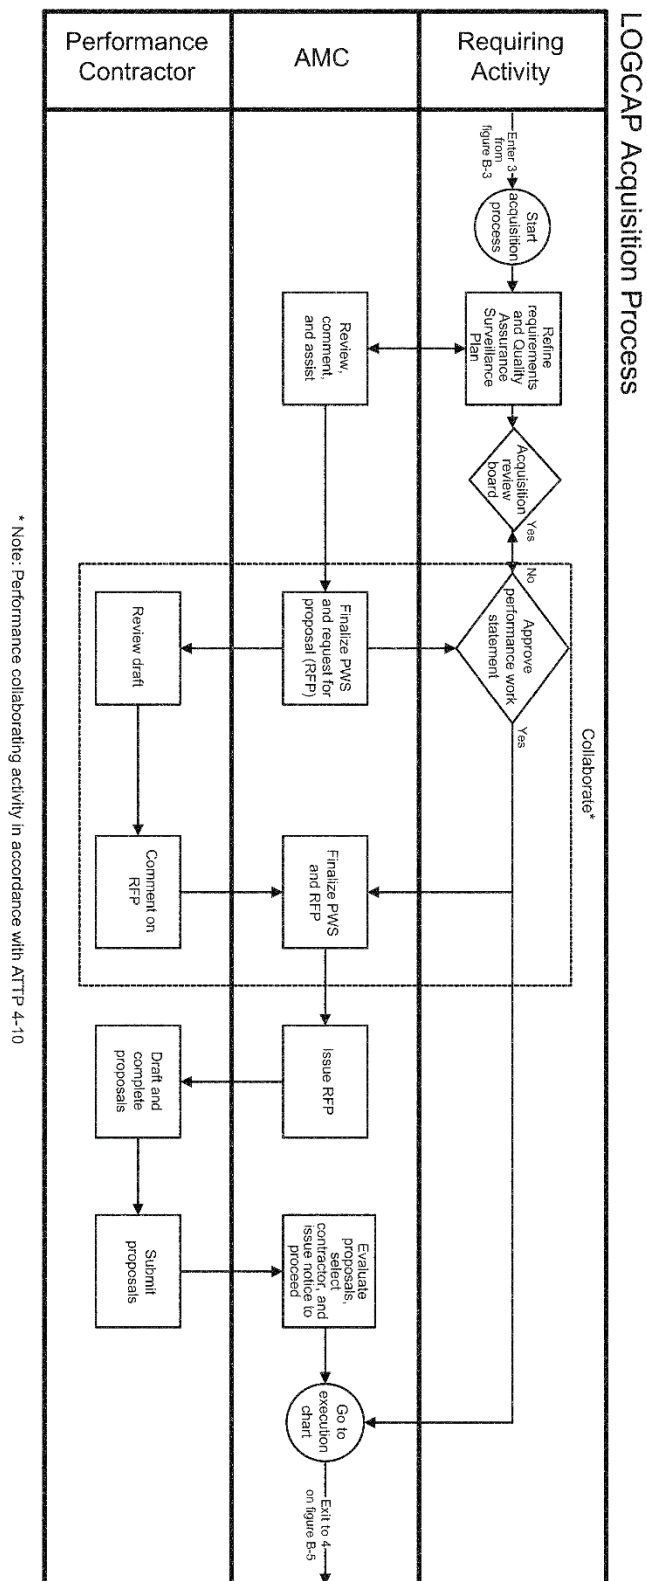 LOGCAP Acquisition Process
Requiring
Activity
AMC
Performance
Contractor
Enter 3
from
figure B-3
Start
acquisition
process
Refine
requirements
and Quality
Assurance
Surveillance
Plan
Review,
comment,
and assist
Acquisition
review
board
Yes
No
Approve
performance work
statement
Yes
Collaborate*
Finalize PWS
and request for
proposal (RFP)
Review draft
Comment on
RFP
Finalize PWS
and RFP
Issue RFP
Draft and
complete
proposals
Submit
proposals
Evaluate
proposals,
select
contractor, and
issue notice to
proceed
Go to
execution
chart
Exit to 4
on figure B-5
* Note: Performance collaborating activity in accordance with ATTP 4-10